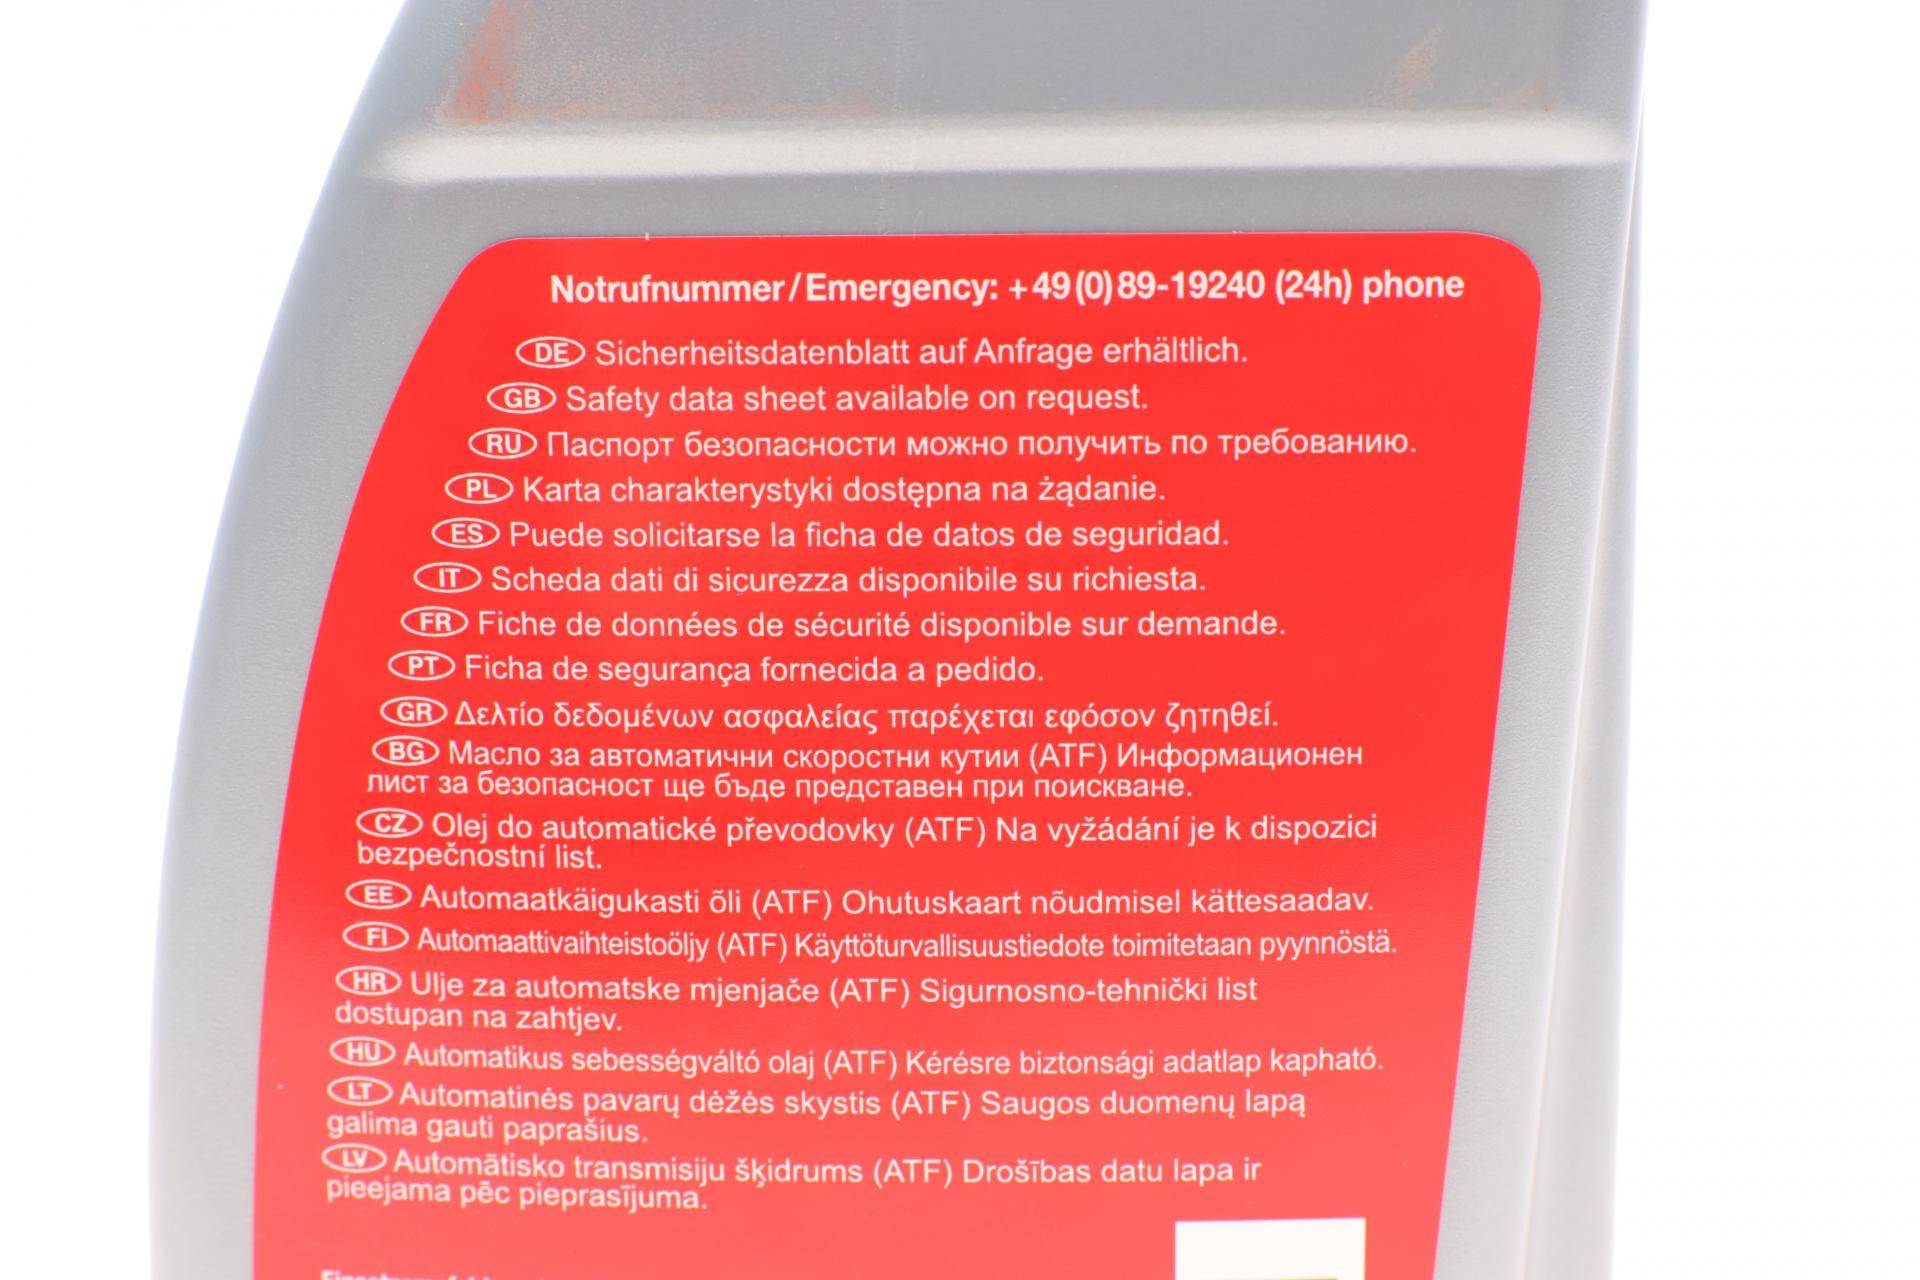 Notrufnummer/Emergency: +49(0)89-19240 (24h) phone
DE Sicherheitsdatenblatt auf Anfrage erhältlich.
GB Safety data sheet available on request.
RU Паспорт безопасности можно получить по требованию.
PL Karta charakterystyki dostępna na żądanie.
ES Puede solicitarse la ficha de datos de seguridad.
IT Scheda dati di sicurezza disponibile su richiesta.
FR Fiche de données de sécurité disponible sur demande.
PT Ficha de segurança fornecida a pedido.
GR Δελτίο δεδομένων ασφαλείας παρέχεται εφόσον ζητηθεί.
BG Масло за автоматични скоростни кутии (ATF) Информационен
лист за безопасност ще бъде представен при поискване.
CZ Olej do automatické převodovky (ATF) Na vyžádání je k dispozici
bezpečnostní list.
EE Automaatkäigukasti õli (ATF) Ohutuskaart nõudmisel kättesaadav.
FI Automaattivaihteistoöljy (ATF) Käyttöturvallisuustiedote toimitetaan pyynnöstä.
HR Ulje za automatske mjenjače (ATF) Sigurnosno-tehnički list
dostupan na zahtjev.
HU Automatikus sebességváltó olaj (ATF) Kérésre biztonsági adatlap kapható.
LT Automatinės pavarų dėžės skystis (ATF) Saugos duomenų lapą
galima gauti paprašius.
LV Automātisko transmisiju šķidrums (ATF) Drošības datu lapa ir
pieejama pēc pieprasījuma.